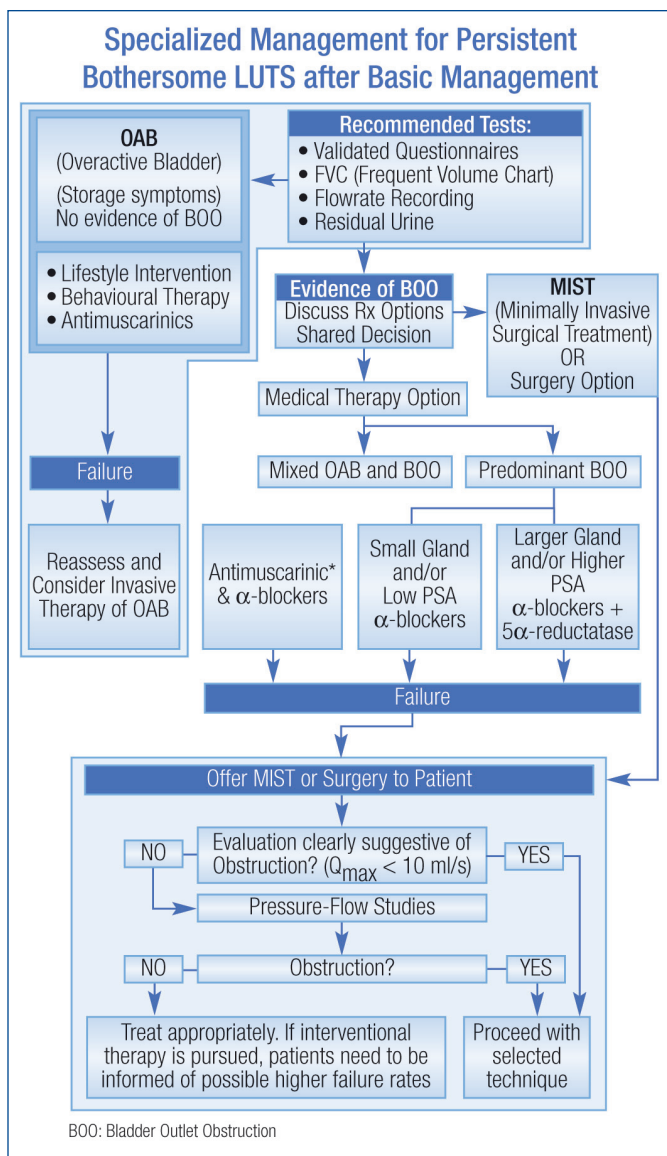 Specialized Management for Persistent
Bothersome LUTS after Basic Management
OAB
(Overactive Bladder)
(Storage symptoms)
No evidence of BOO
Recommended Tests:
• Validated Questionnaires
• FVC (Frequent Volume Chart)
• Flowrate Recording
• Residual Urine
• Lifestyle Intervention
• Behavioural Therapy
• Antimuscarinics
Evidence of BOO
Discuss Rx Options
Shared Decision
MIST
(Minimally Invasive
Surgical Treatment)
OR
Surgery Option
Medical Therapy Option
Failure
Mixed OAB and BOO
Predominant BOO
Reassess and
Consider Invasive
Therapy of OAB
Antimuscarinic*
& α-blockers
Small Gland
and/or
Low PSA
α-blockers
Larger Gland
and/or Higher
PSA
α-blockers +
5α-reductatase
Failure
Offer MIST or Surgery to Patient
NO
Evaluation clearly suggestive of
Obstruction? (Qmax < 10 ml/s)
YES
Pressure-Flow Studies
NO
Obstruction?
YES
Treat appropriately. If interventional
therapy is pursued, patients need to be
informed of possible higher failure rates
Proceed with
selected
technique
BOO: Bladder Outlet Obstruction